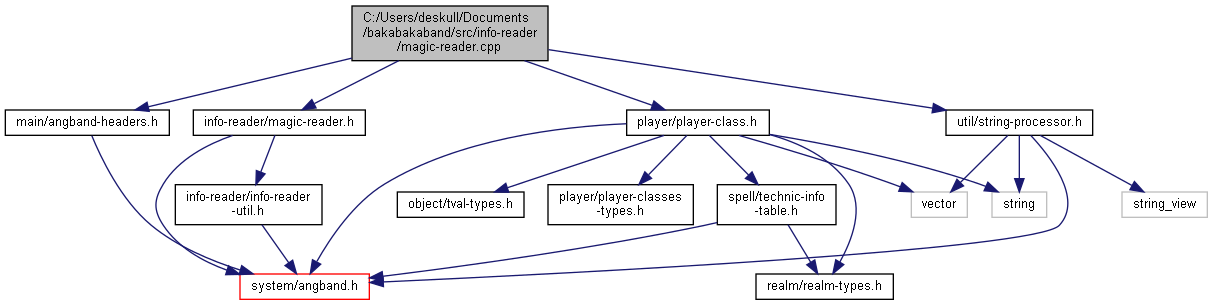 C:/Users/deskull/Documents
/bakabakaband/src/info-reader
/magic-reader.cpp
main/angband-headers.h
info-reader/magic-reader.h
player/player-class.h
util/string-processor.h
info-reader/info-reader
-util.h
object/tval-types.h
player/player-classes
-types.h
spell/technic-info
-table.h
vector
string
string_view
system/angband.h
realm/realm-types.h